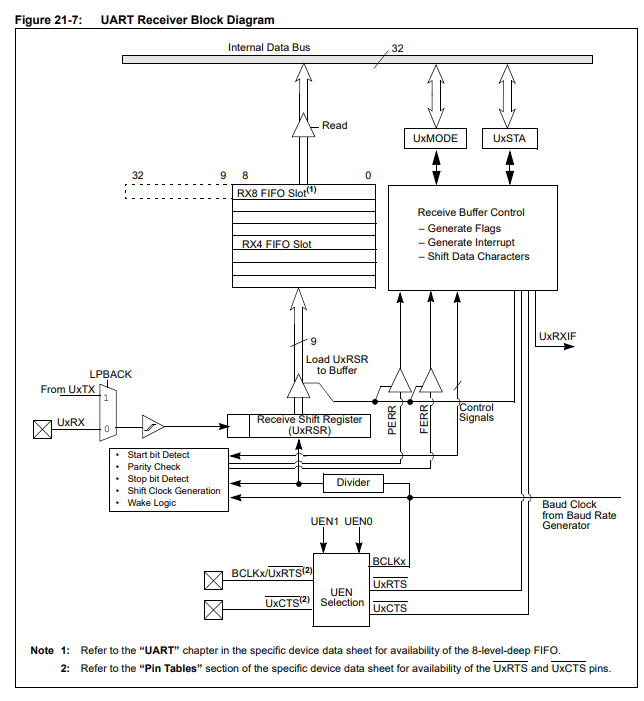 Figure 21-7: UART Receiver Block Diagram
Internal Data Bus
32
Read
UxMODE
UxSTA
32 9 8 0
RX8 FIFO Slot(1)
RX4 FIFO Slot
Receive Buffer Control
– Generate Flags
– Generate Interrupt
– Shift Data Characters
9
Load UxRSR
to Buffer
UxRXIF
LPBACK
From UxTX
1
UxRX
0
Receive Shift Register
(UxRSR)
PERR
FERR
Control
Signals
• Start bit Detect
• Parity Check
• Stop bit Detect
• Shift Clock Generation
• Wake Logic
Divider
Baud Clock
from Baud Rate
Generator
UEN1 UEN0
BCLKx
BCLKx/UxRTS(2)
UxRTS
UEN
Selection
UxCTS(2)
UxCTS
Note 1: Refer to the “UART” chapter in the specific device data sheet for availability of the 8-level-deep FIFO.
2: Refer to the “Pin Tables” section of the specific device data sheet for availability of the UxRTS and UxCTS pins.